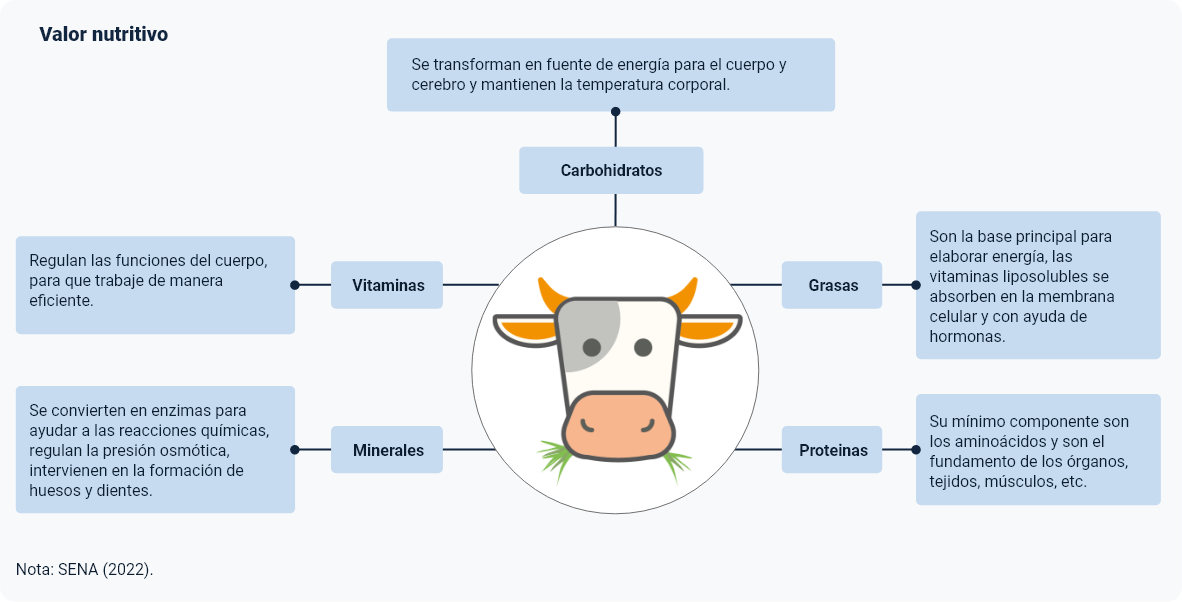 Valor nutritivo
Se transforman en fuente de energía para el cuerpo y
cerebro y mantienen la temperatura corporal.
Carbohidratos
Regulan las funciones del cuerpo,
para que trabaje de manera
eficiente.
Vitaminas
Grasas
Son la base principal para
elaborar energía, las
vitaminas liposolubles se
absorben en la membrana
celular y con ayuda de
hormonas.
Se convierten en enzimas para
ayudar a las reacciones químicas,
regulan la presión osmótica,
intervienen en la formación de
huesos y dientes.
Minerales
Proteinas
Su mínimo componente son
los aminoácidos y son el
fundamento de los órganos,
tejidos, músculos, etc.
Nota: SENA (2022).